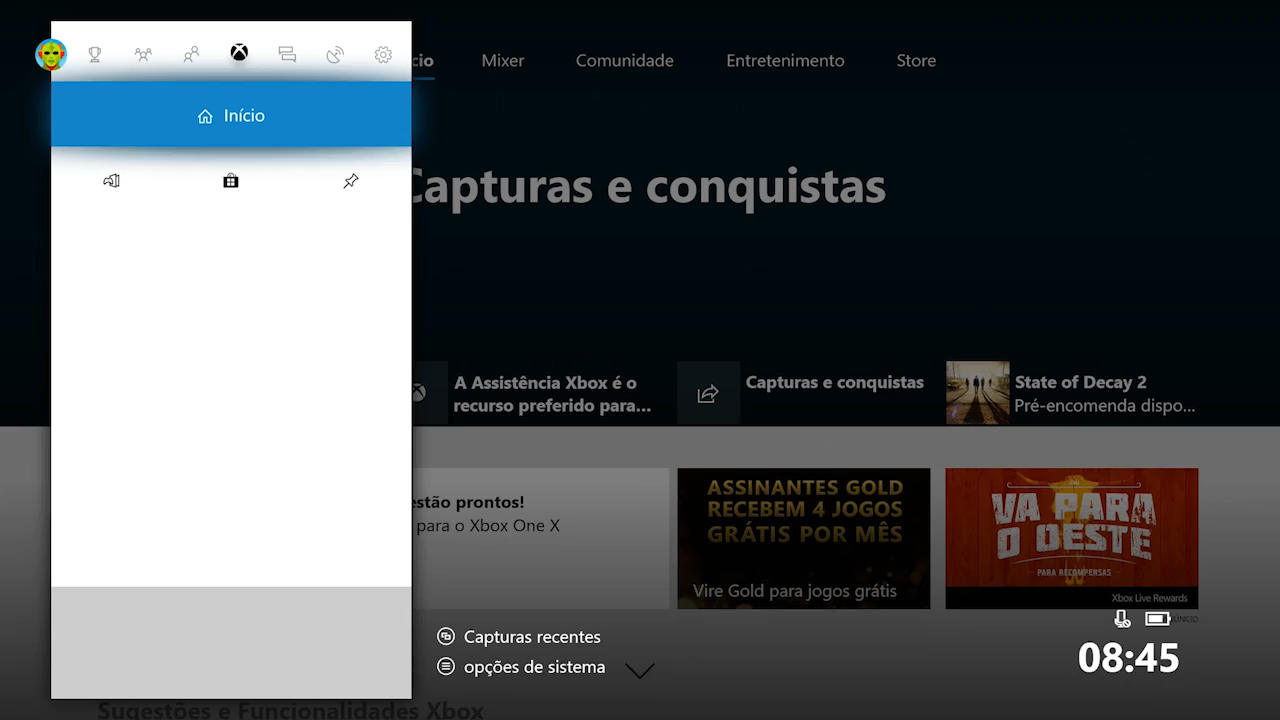 cio
Mixer
Comunidade
Entretenimento
Store
Início
Capturas e conquistas
A Assistência Xbox é o
recurso preferido para...
Capturas e conquistas
State of Decay 2
Pré-encomenda dispo...
estão prontos!
para o Xbox One X
ASSINANTES GOLD
RECEBEM 4 JOGOS
GRÁTIS POR MÊS
Vire Gold para jogos grátis
VA PARA
O OESTE
PARA RECOMPENSAS
Xbox Live Rewards
ÚNCIO
Capturas recentes
opções de sistema
08:45
Sugestões e Funcionalidades Xbox